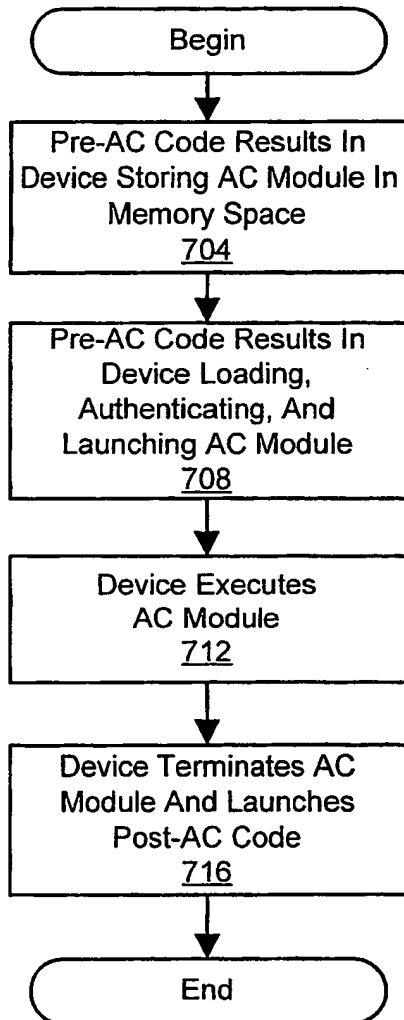 Begin
Pre-AC Code Results In
Device Storing AC Module In
Memory Space
704
Pre-AC Code Results In
Device Loading,
Authenticating, And
Launching AC Module
708
Device Executes
AC Module
712
Device Terminates AC
Module And Launches
Post-AC Code
716
End